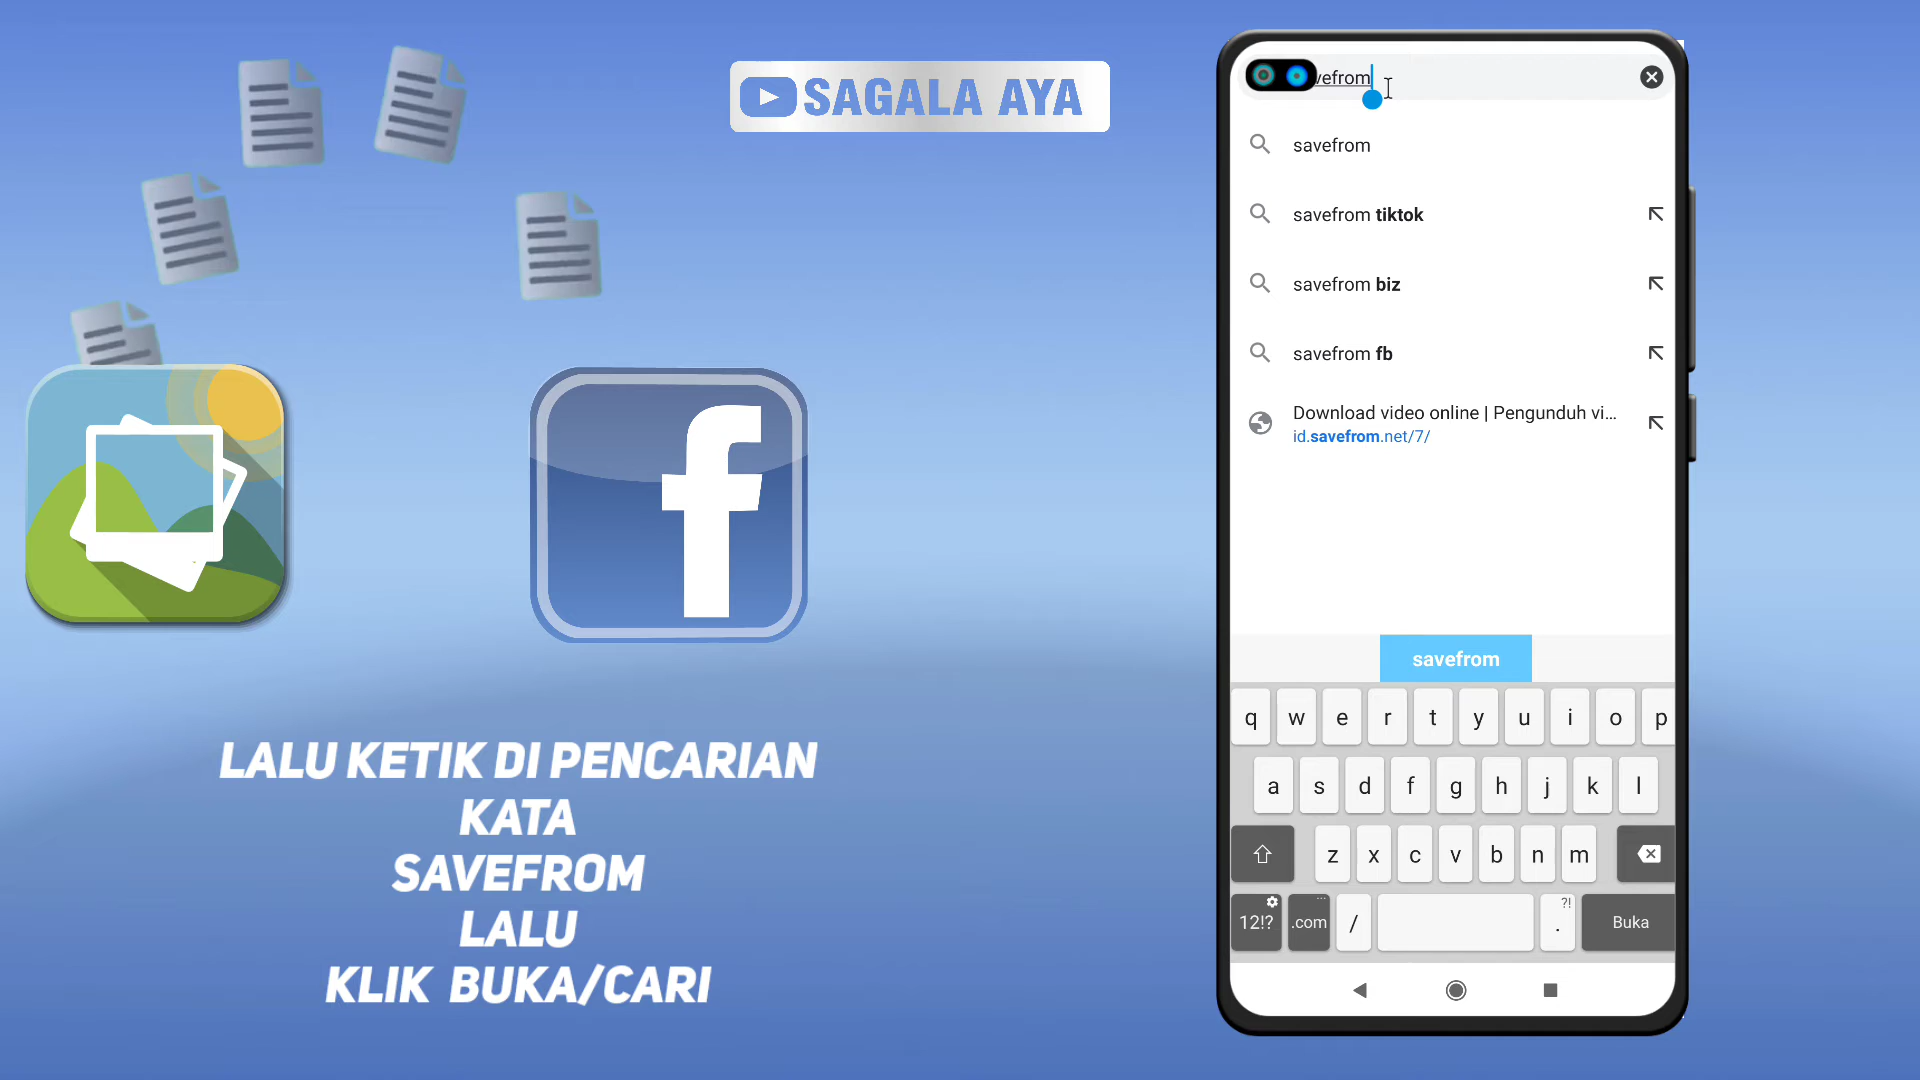 SAGALA AYA
LALU KETIK DI PENCARIAN
KATA
SAVEFROM
LALU
KLIK BUKA/CARI
vefrom
savefrom
savefrom tiktok
savefrom biz
savefrom fb
Download video online | Pengunduh vi...
id.savefrom.net/7/
savefrom
q w e r t y u i o p
a s d f g h j k l
z x c v b n m
12!? .com / . ?! Buka